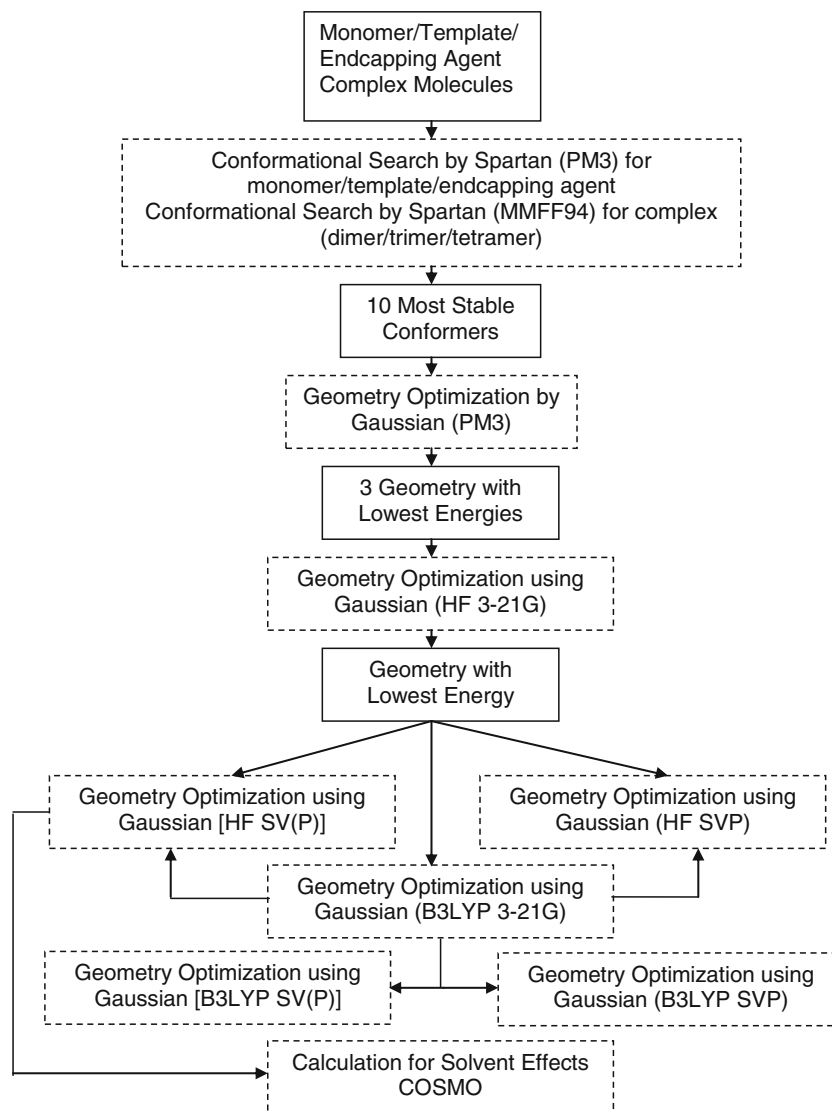 Monomer/Template/
Endcapping Agent
Complex Molecules
Conformational Search by Spartan (PM3) for
monomer/template/endcapping agent
Conformational Search by Spartan (MMFF94) for complex
(dimer/trimer/tetramer)
10 Most Stable
Conformers
Geometry Optimization by
Gaussian (PM3)
3 Geometry with
Lowest Energies
Geometry Optimization using
Gaussian (HF 3-21G)
Geometry with
Lowest Energy
Geometry Optimization using
Gaussian [HF SV(P)]
Geometry Optimization using
Gaussian (HF SVP)
Geometry Optimization using
Gaussian (B3LYP 3-21G)
Geometry Optimization using
Gaussian [B3LYP SV(P)]
Geometry Optimization using
Gaussian (B3LYP SVP)
Calculation for Solvent Effects
COSMO